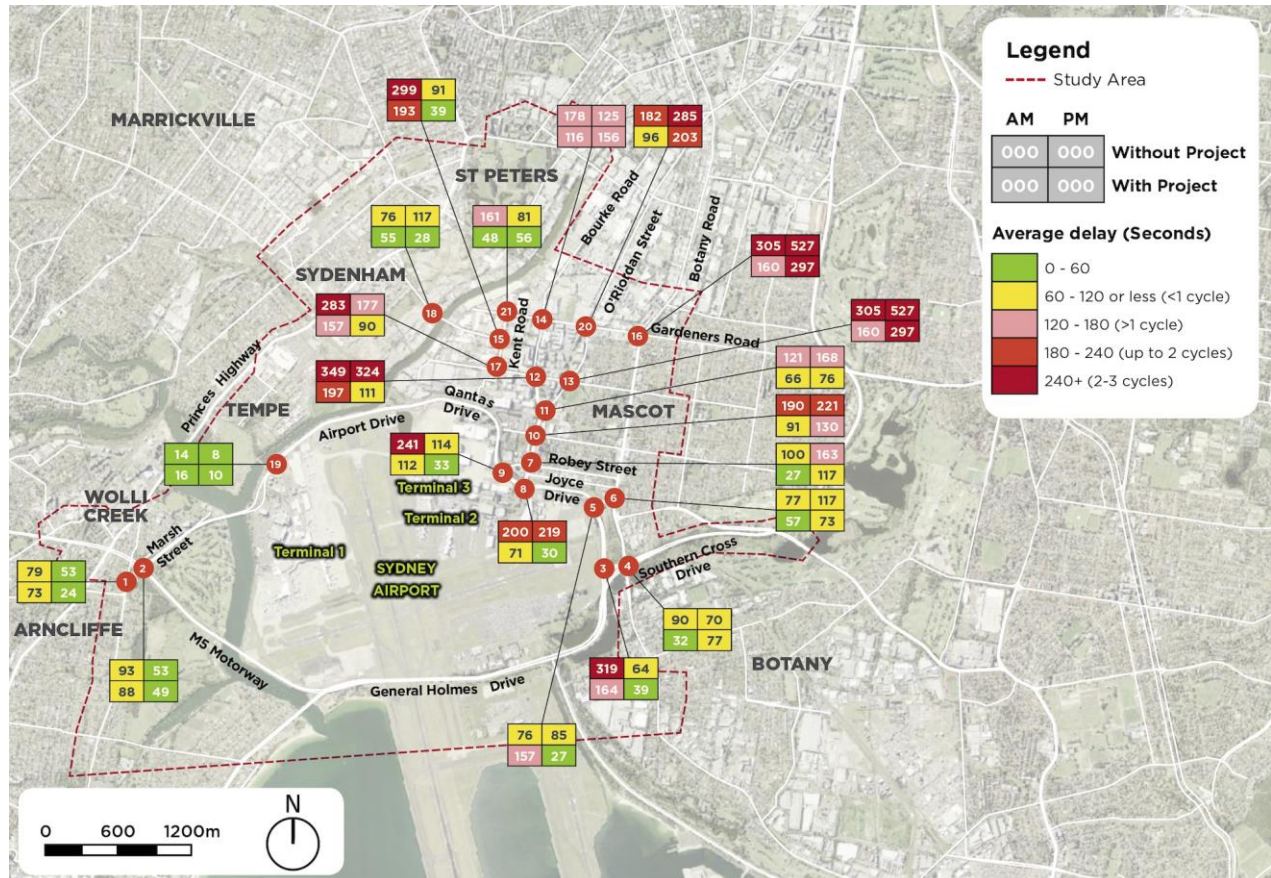 Legend
Study Area
AM PM
000 000 Without Project
000 000 With Project
Average delay (Seconds)
0 - 60
60 - 120 or less (<1 cycle)
120 - 180 (>1 cycle)
180 - 240 (up to 2 cycles)
240+ (2-3 cycles)
299 91
193 39
178 125
116 156
182 285
96 203
MARRICKVILLE
ST PETERS
Bourke Road
O'Riordan Street
Botany Road
76 117
55 28
161 81
48 56
305 527
160 297
SYDENHAM
283 177
157 90
18
21
14
20
16
15
Kent Road
Gardeners Road
305 527
160 297
17
Princes Highway
349 324
197 111
12
13
121 168
66 76
TEMPE
Qantas
Drive
11
MASCOT
Airport Drive
10
190 221
91 130
14 8
16 10
19
241 114
112 33
9
7
Robey Street
100 163
27 117
Terminal 3
8
Joyce
Drive
6
5
77 117
57 73
WOLLI
CREEK
Terminal 2
200 219
71 30
Marsh
Street
Terminal 1
SYDNEY
AIRPORT
3
4
Southern Cross
Drive
79 53
73 24
1
2
ARNCLIFFE
90 70
32 77
93 53
88 49
M5 Motorway
General Holmes Drive
319 64
164 39
BOTANY
76 85
157 27
0 600 1200m
N